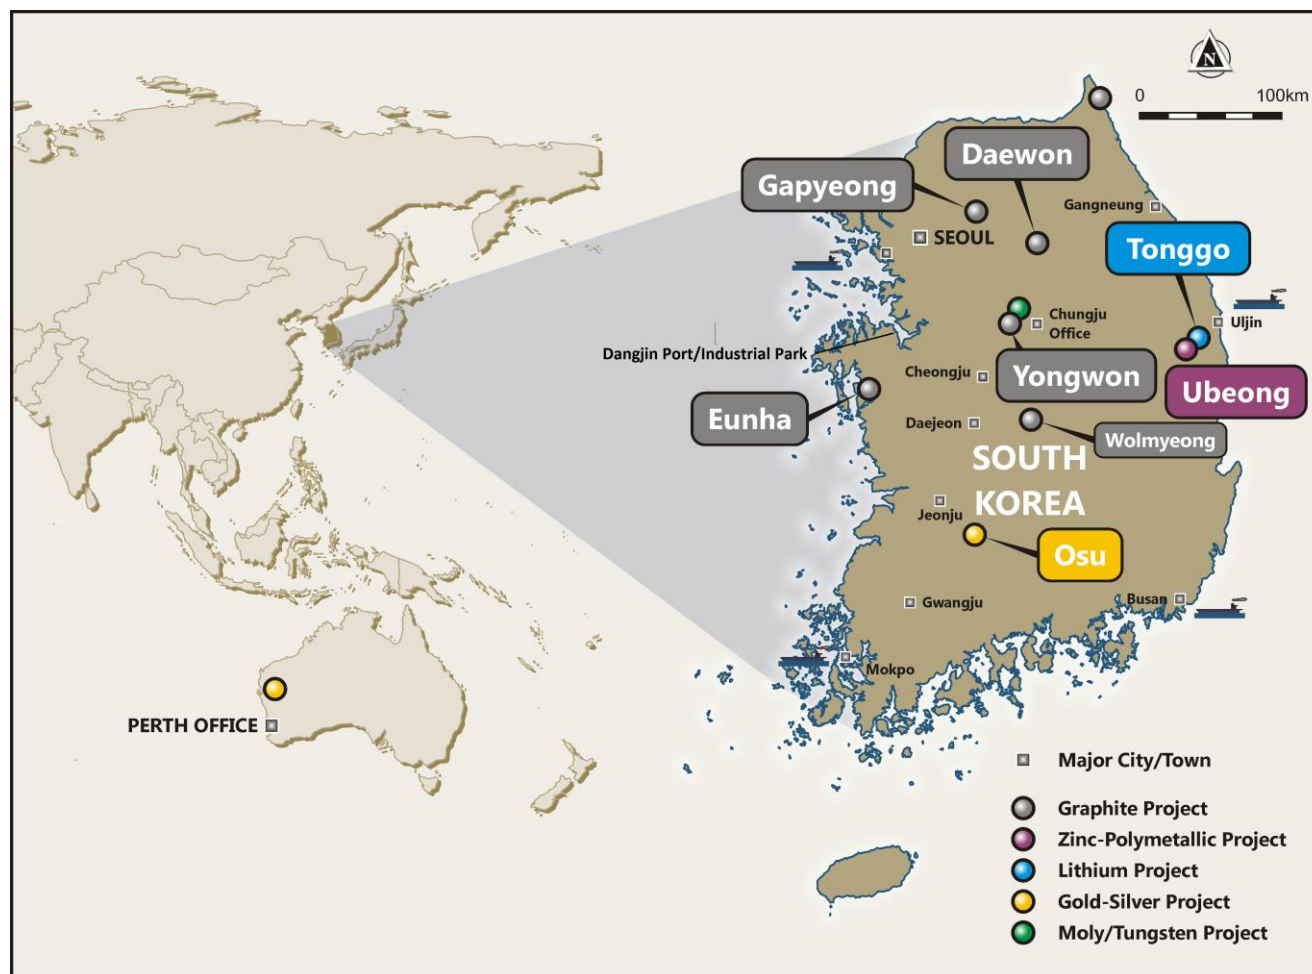 N
0 100km
Daewon
Gapyeong
Gangneung
SEOUL
Tonggo
Uljin
Chungju
Office
Dangjin Port/Industrial Park
Cheongju
Yongwon
Ubeong
Eunha
Daejeon
Wolmyeong
SOUTH
KOREA
Jeonju
Osu
Gwangju
Busan
Mokpo
PERTH OFFICE
Major City/Town
Graphite Project
Zinc-Polymetallic Project
Lithium Project
Gold-Silver Project
Moly/Tungsten Project